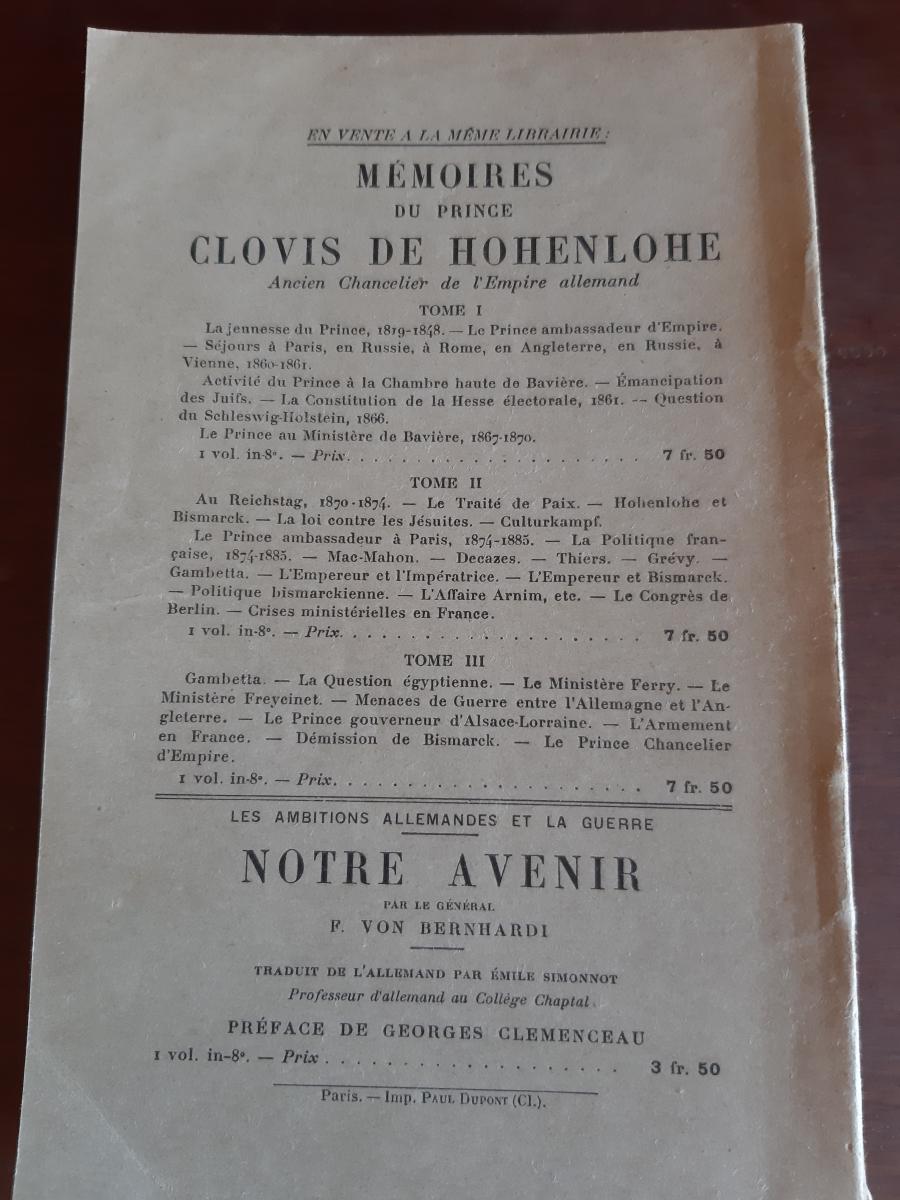 EN VENTE A LA MÊME LIBRAIRIE :
MÉMOIRES
DU PRINCE
CLOVIS DE HOHENLOHE
Ancien Chancelier de l'Empire allemand
TOME I
La jeunesse du Prince, 1819-1848. — Le Prince ambassadeur d'Empire.
— Séjours à Paris, en Russie, à Rome, en Angleterre, en Russie, à
Vienne, 1860-1861.
Activité du Prince à la Chambre haute de Bavière. — Émancipation
des Juifs. — La Constitution de la Hesse électorale, 1861. -- Question
du Schleswig-Holstein, 1866.
Le Prince au Ministère de Bavière, 1867-1870.
1 vol. in-8°. — Prix. . . . . . . . . . . . . . . . . . . . . 7 fr. 50
TOME II
Au Reichstag, 1870-1874. — Le Traité de Paix. — Hohenlohe et
Bismarck. — La loi contre les Jésuites. — Culturkampf.
Le Prince ambassadeur à Paris, 1874-1885. — La Politique fran-
çaise, 1874-1885. — Mac-Mahon. — Decazes. — Thiers. — Grévy. —
Gambetta. — L'Empereur et l'Impératrice. — L'Empereur et Bismarck.
— Politique bismarckienne. — L'Affaire Arnim, etc. — Le Congrès de
Berlin. — Crises ministérielles en France.
1 vol. in-8°. — Prix. . . . . . . . . . . . . . . . . . . . . 7 fr. 50
TOME III
Gambetta. — La Question égyptienne. — Le Ministère Ferry. — Le
Ministère Freycinet. — Menaces de Guerre entre l'Allemagne et l'An-
gleterre. — Le Prince gouverneur d'Alsace-Lorraine. — L'Armement
en France. — Démission de Bismarck. — Le Prince Chancelier
d'Empire.
1 vol. in-8°. — Prix. . . . . . . . . . . . . . . . . . . . . 7 fr. 50
LES AMBITIONS ALLEMANDES ET LA GUERRE
NOTRE AVENIR
PAR LE GÉNÉRAL
F. VON BERNHARDI
TRADUIT DE L'ALLEMAND PAR ÉMILE SIMONNOT
Professeur d'allemand au Collège Chaptal.
PRÉFACE DE GEORGES CLEMENCEAU
1 vol. in-8°. — Prix . . . . . . . . . . . . . . . . . . . 3 fr. 50
Paris. — Imp. PAUL DUPONT (Cl.).